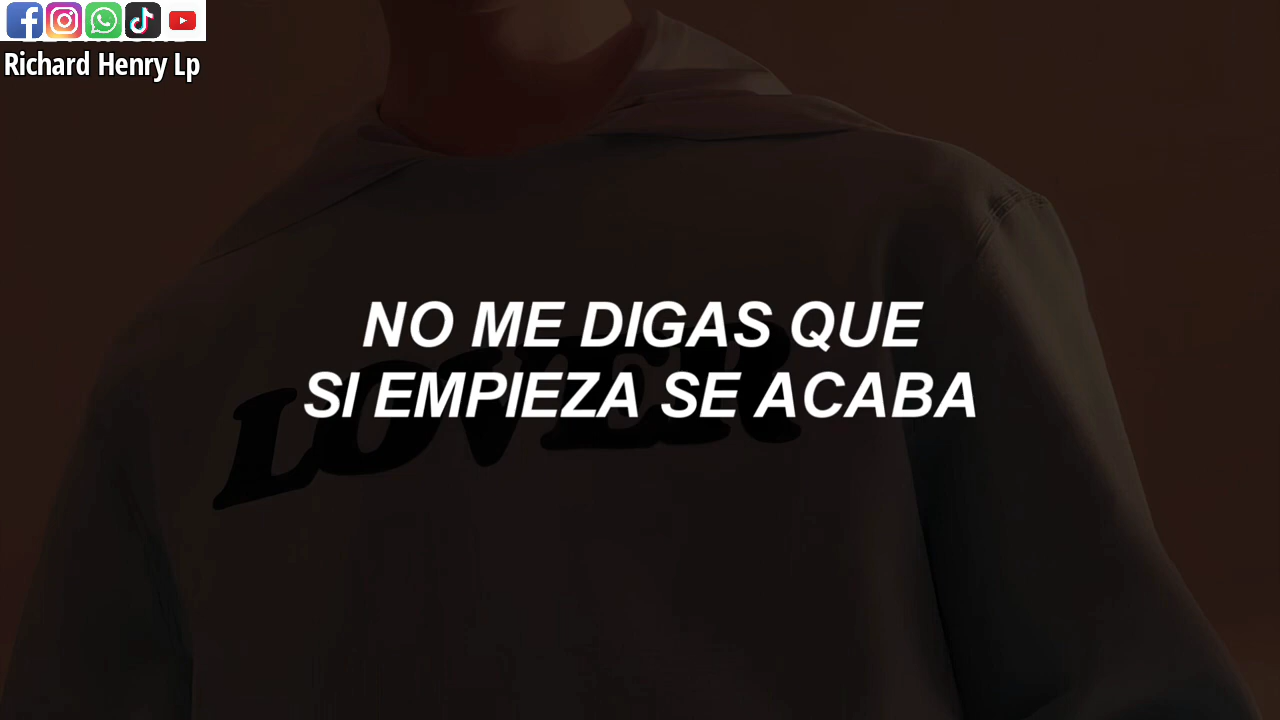 Richard Henry Lp
NO ME DIGAS QUE
SI EMPIEZA SE ACABA
LOVER